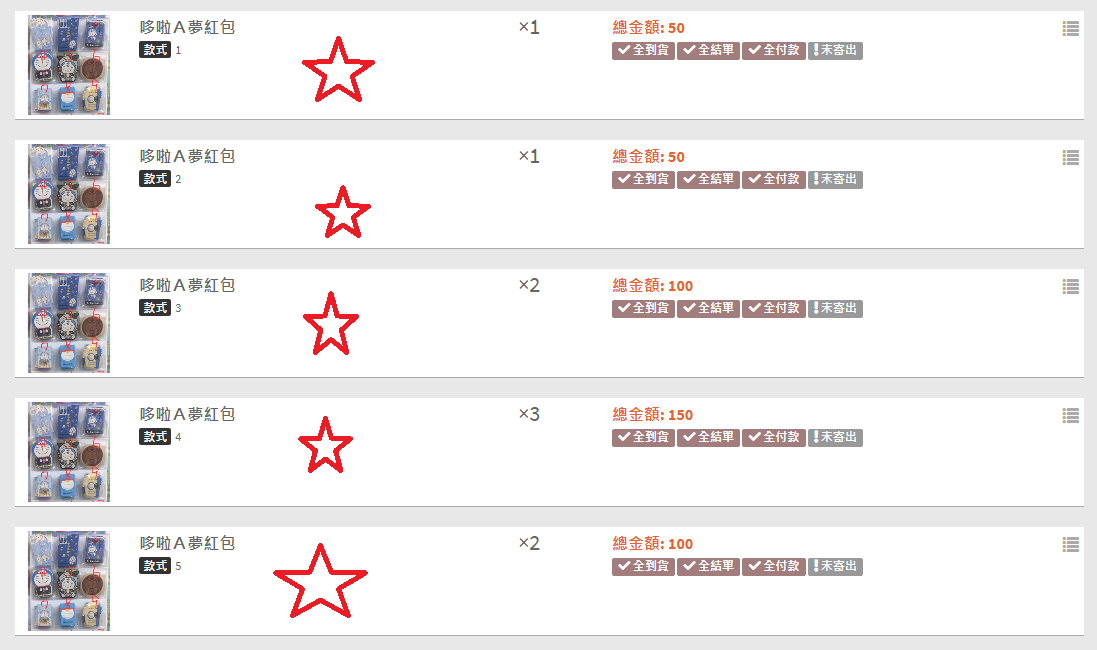 哆啦Ａ夢紅包 ×1 總金額: 50
款式 1 全到貨 全結單 全付款 未寄出
哆啦Ａ夢紅包 ×1 總金額: 50
款式 2 全到貨 全結單 全付款 未寄出
哆啦Ａ夢紅包 ×2 總金額: 100
款式 3 全到貨 全結單 全付款 未寄出
哆啦Ａ夢紅包 ×3 總金額: 150
款式 4 全到貨 全結單 全付款 未寄出
哆啦Ａ夢紅包 ×2 總金額: 100
款式 5 全到貨 全結單 全付款 未寄出